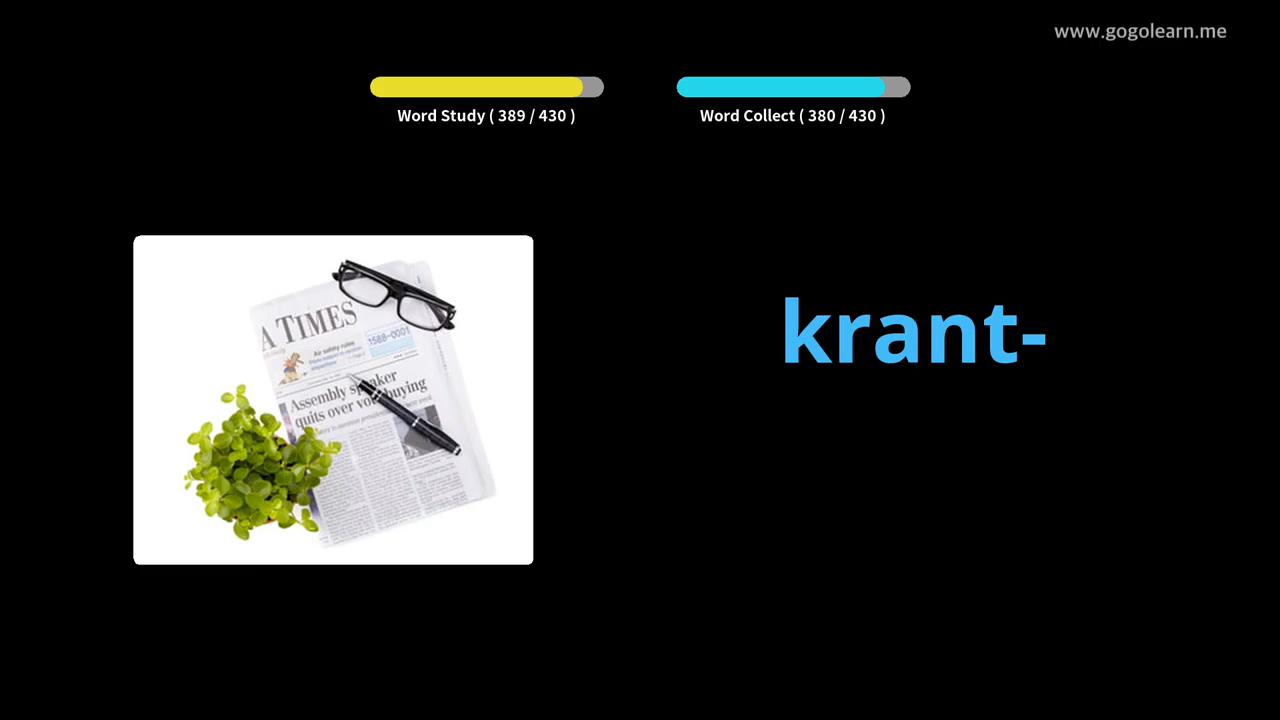 www.gogolearn.me
Word Study ( 389 / 430 )
Word Collect ( 380 / 430 )
krant-
A TIMES
1588-0001
Air safety rules
Assembly speaker
quits over vote buying